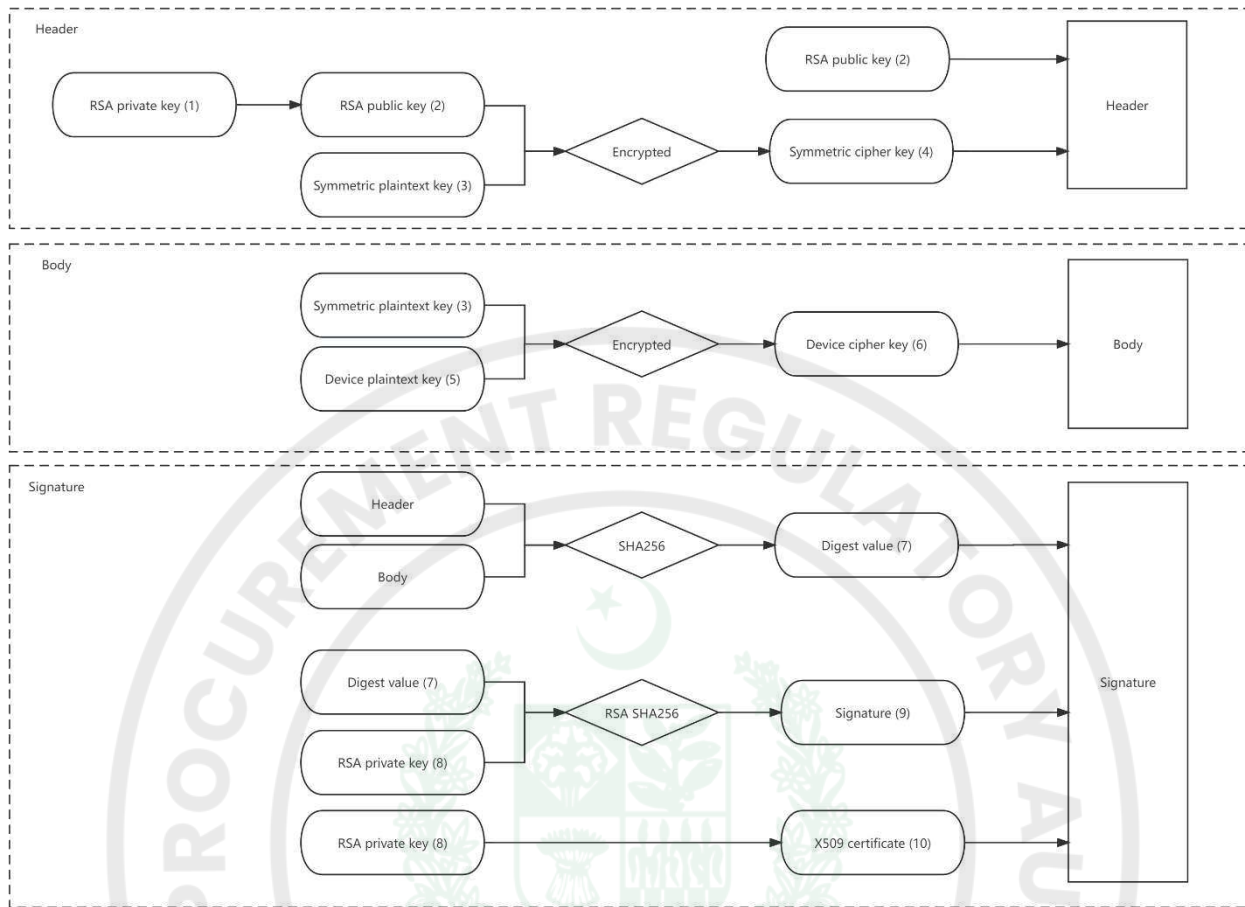 Header
RSA public key (2)
RSA private key (1)
RSA public key (2)
Header
Encrypted
Symmetric cipher key (4)
Symmetric plaintext key (3)
Body
Symmetric plaintext key (3)
Encrypted
Device cipher key (6)
Body
Device plaintext key (5)
Signature
Header
SHA256
Digest value (7)
Body
Digest value (7)
RSA SHA256
Signature (9)
Signature
RSA private key (8)
RSA private key (8)
X509 certificate (10)
PROCUREMENT REGULATORY AU